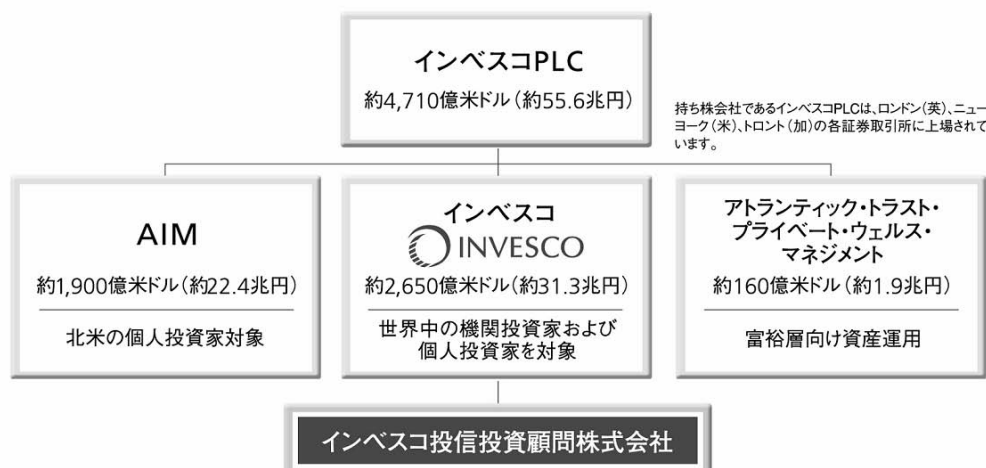 インベスコPLC
約4,710億米ドル(約55.6兆円)
持ち株会社であるインベスコPLCは、ロンドン(英)、ニュー
ヨーク(米)、トロント(加)の各証券取引所に上場されて
います。
AIM
約1,900億米ドル(約22.4兆円)
北米の個人投資家対象
インベスコ
INVESCO
約2,650億米ドル(約31.3兆円)
世界中の機関投資家および
個人投資家を対象
アトランティック・トラスト・
プライベート・ウェルス・
マネジメント
約160億米ドル(約1.9兆円)
富裕層向け資産運用
インベスコ投信投資顧問株式会社